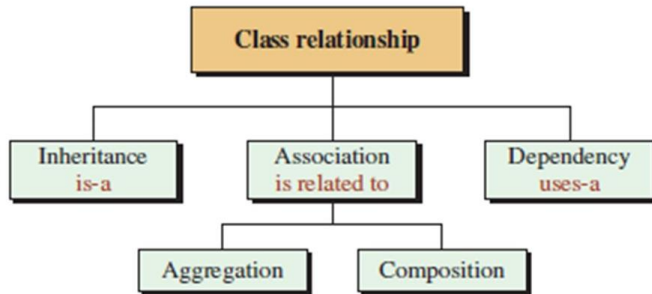 Class relationship
Inheritance
is-a
Association
is related to
Dependency
uses-a
Aggregation
Composition